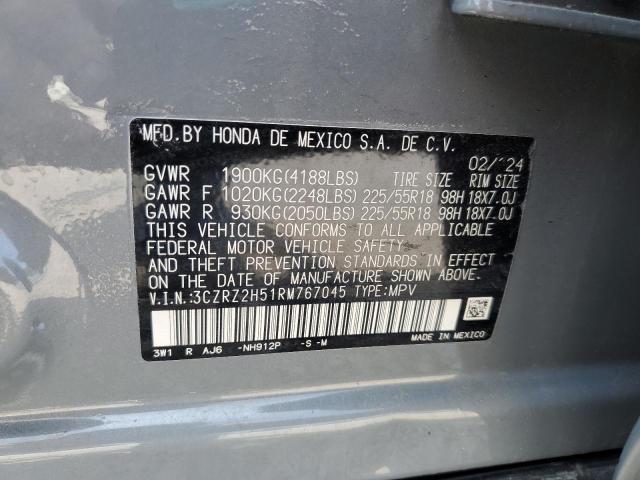 MFD.BY HONDA DE MEXICO S.A. DE C.V.
02/'24
GVWR 1900KG(4188LBS) TIRE SIZE RIM SIZE
GAWR F 1020KG(2248LBS) 225/55R18 98H 18X7.0J
GAWR R 930KG(2050LBS) 225/55R18 98H 18X7.0J
THIS VEHICLE CONFORMS TO ALL APPLICABLE
FEDERAL MOTOR VEHICLE SAFETY,
AND THEFT PREVENTION STANDARDS IN EFFECT
ON THE DATE OF MANUFACTURE SHOWN ABOVE.
V.I.N.:3CZRZ2H51RM767045 TYPE:MPV
3W1 R AJ6 -NH912P -S -M MADE IN MEXICO